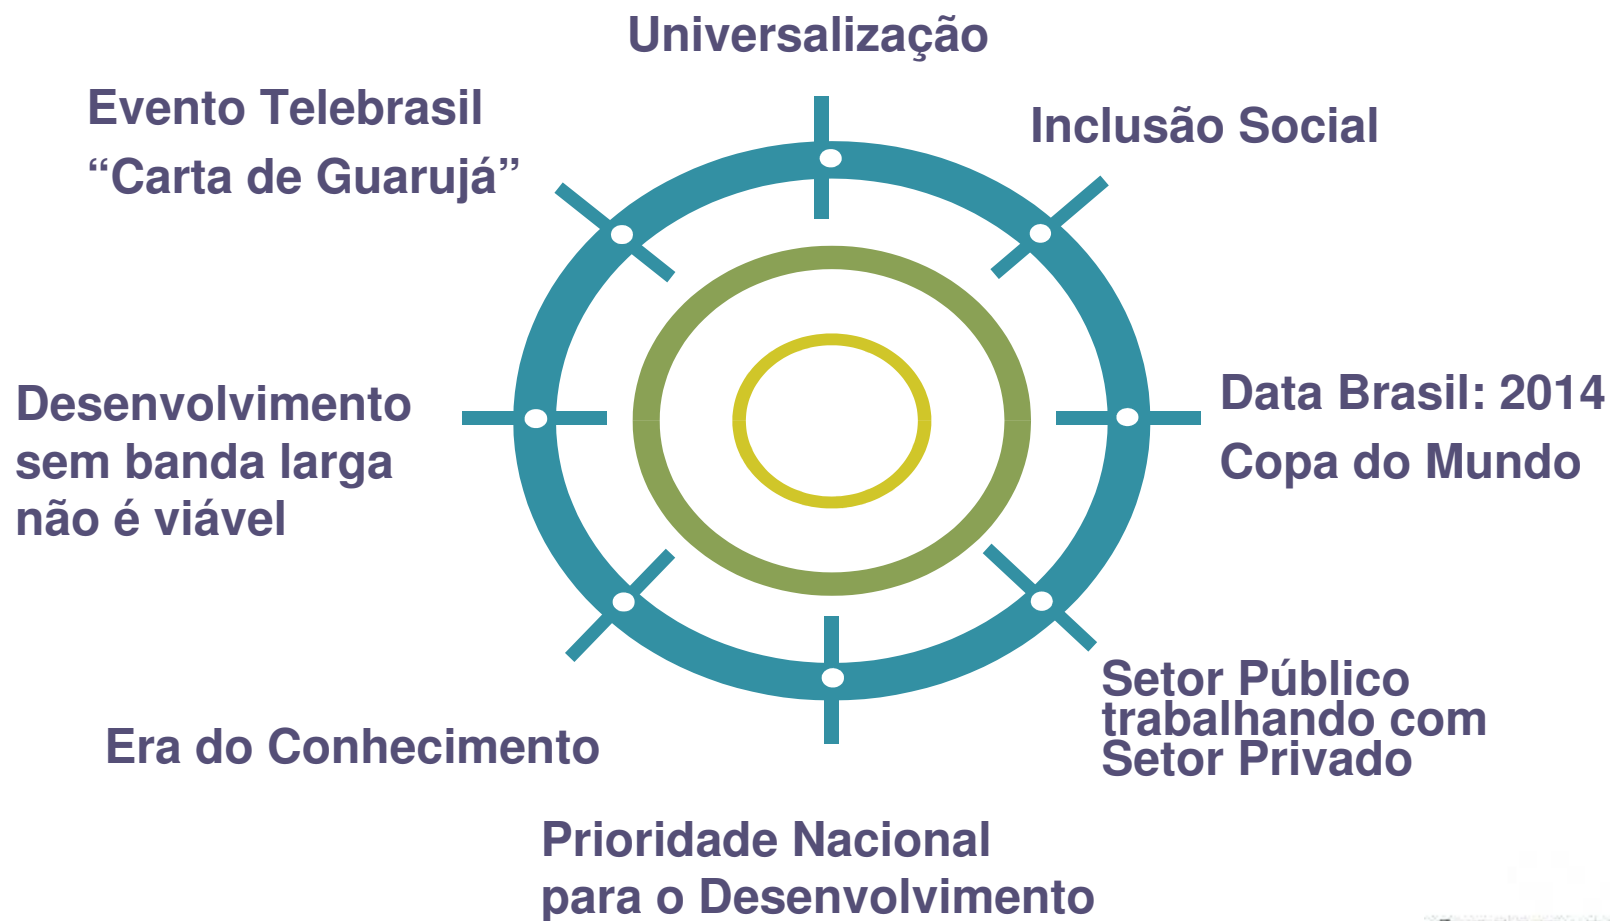 Universalização
Evento Telebrasil
“Carta de Guarujá”
Inclusão Social
Desenvolvimento
sem banda larga
não é viável
Data Brasil: 2014
Copa do Mundo
Era do Conhecimento
Setor Público
trabalhando com
Setor Privado
Prioridade Nacional
para o Desenvolvimento